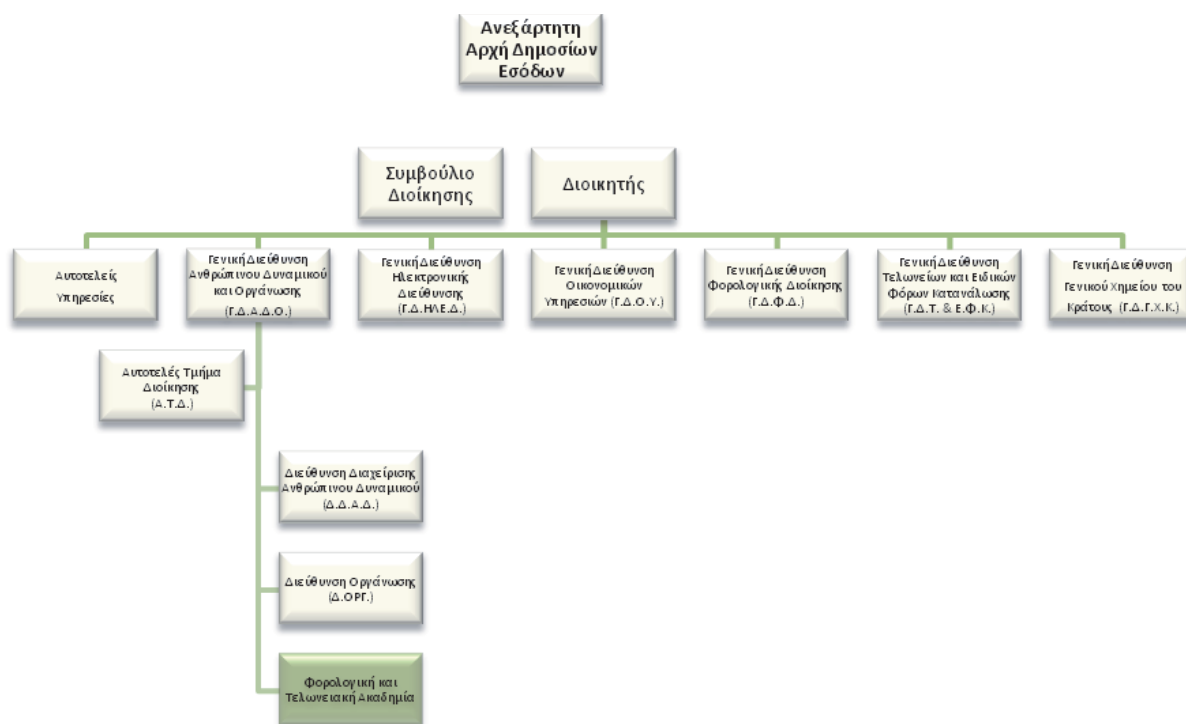 Ανεξάρτητη
Αρχή Δημοσίων
Εσόδων
Συμβούλιο
Διοίκησης
Διοικητής
Αυτοτελείς
Υπηρεσίες
Γενική Διεύθυνση
Ανθρώπινου Δυναμικού
και Οργάνωσης
(Γ.Δ.Α.Δ.Ο.)
Γενική Διεύθυνση
Ηλεκτρονικής
Διεύθυνσης
(Γ.Δ.ΗΛΕ.Δ.)
Γενική Διεύθυνση
Οικονομικών
Υπηρεσιών (Γ.Δ.Ο.Υ.)
Γενική Διεύθυνση
Φορολογικής Διοίκησης
(Γ.Δ.Φ.Δ.)
Γενική Διεύθυνση
Τελωνείων και Ειδικών
Φόρων Κατανάλωσης
(Γ.Δ.Τ. & Ε.Φ.Κ.)
Γενική Διεύθυνση
Γενικού Χημείου του
Κράτους (Γ.Δ.Γ.Χ.Κ.)
Αυτοτελές Τμήμα
Διοίκησης
(Α.Τ.Δ.)
Διεύθυνση Διαχείρισης
Ανθρώπινου Δυναμικού
(Δ.Δ.Α.Δ.)
Διεύθυνση Οργάνωσης
(Δ.ΟΡΓ.)
Φορολογική και
Τελωνειακή Ακαδημία